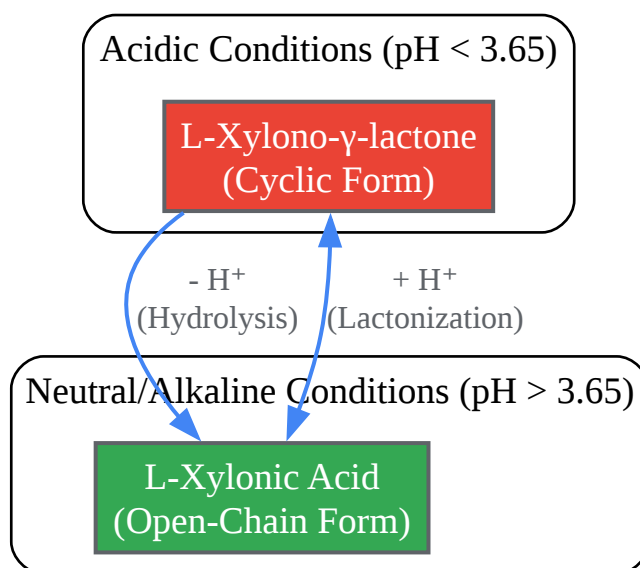 Acidic Conditions (pH < 3.65)
L-Xylono-γ-lactone
(Cyclic Form)
- H⁺
(Hydrolysis)
+ H⁺
(Lactonization)
Neutral/Alkaline Conditions (pH > 3.65)
L-Xylonic Acid
(Open-Chain Form)